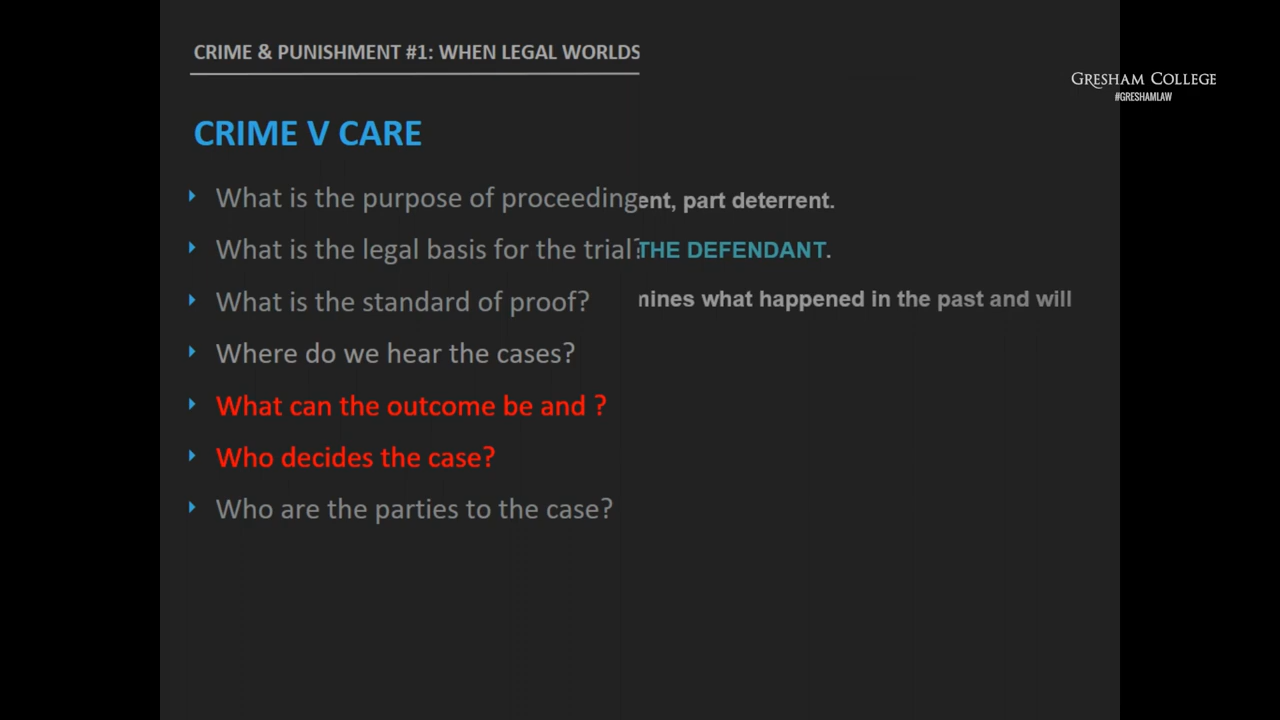 CRIME & PUNISHMENT #1: WHEN LEGAL WORLDS
GRESHAM COLLEGE
#GRESHAMLAW
CRIME V CARE
What is the purpose of proceeding
ent, part deterrent.
What is the legal basis for the trial?
THE DEFENDANT.
What is the standard of proof?
what happened in the past and will
Where do we hear the cases?
What can the outcome be and ?
Who decides the case?
Who are the parties to the case?